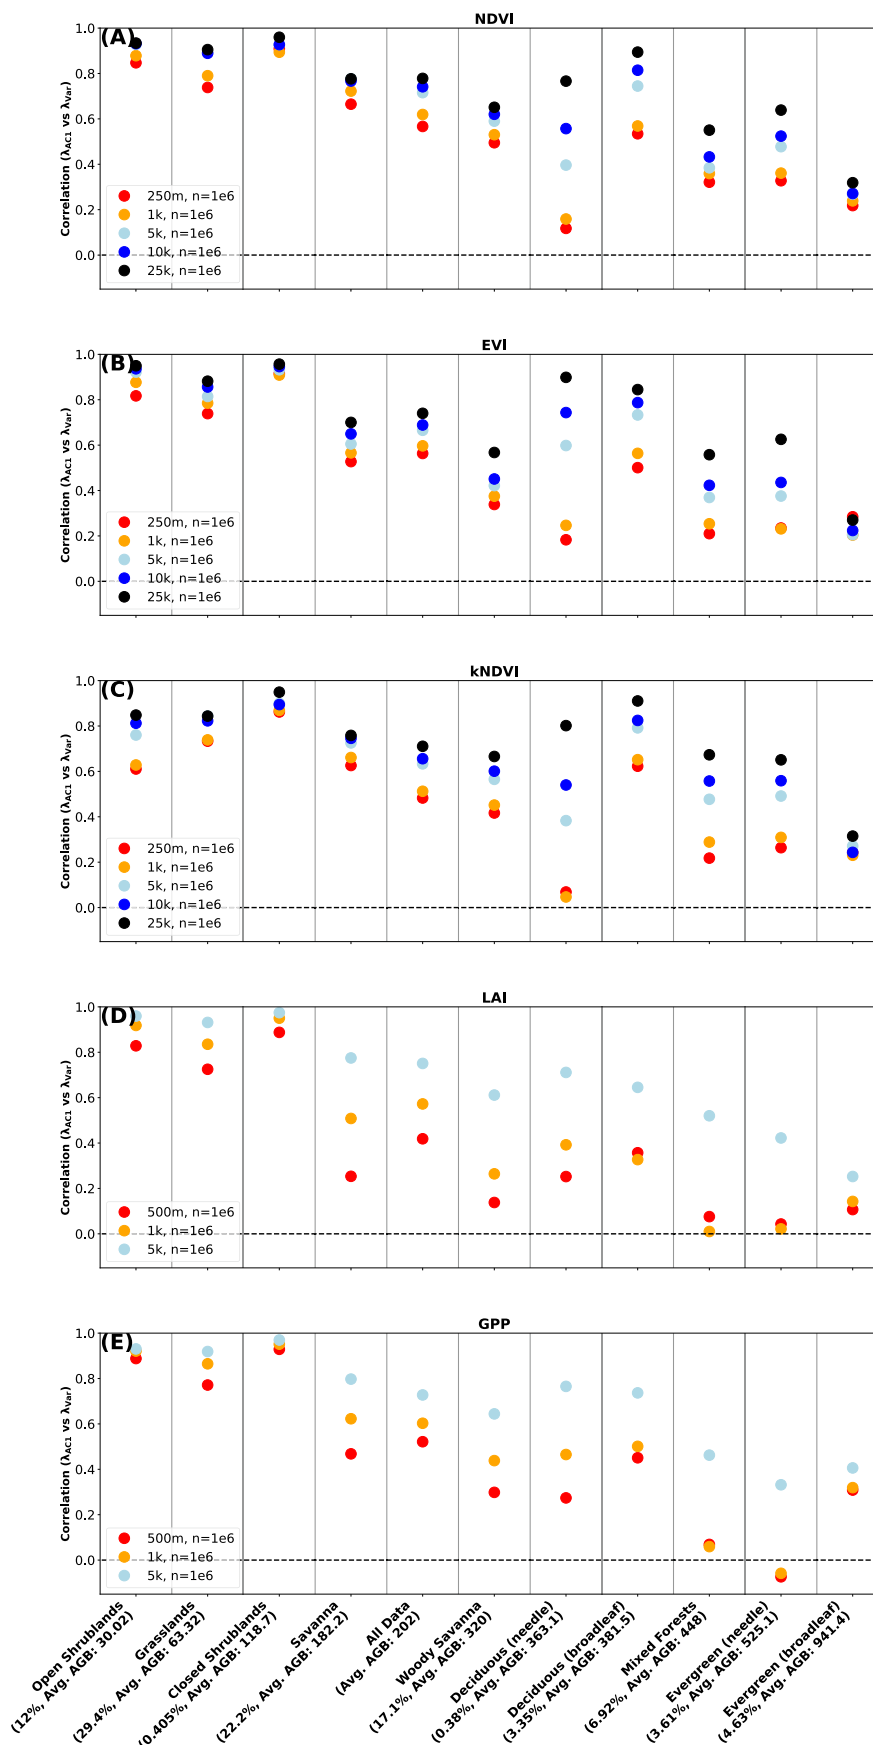 NDVI
(A)
1.0
0.8
0.6
0.4
0.2
0.0
Correlation (λAC1 vs λVar)
250m, n=1e6
1k, n=1e6
5k, n=1e6
10k, n=1e6
25k, n=1e6
EVI
(B)
1.0
0.8
0.6
0.4
0.2
0.0
Correlation (λAC1 vs λVar)
250m, n=1e6
1k, n=1e6
5k, n=1e6
10k, n=1e6
25k, n=1e6
kNDVI
(C)
1.0
0.8
0.6
0.4
0.2
0.0
Correlation (λAC1 vs λVar)
250m, n=1e6
1k, n=1e6
5k, n=1e6
10k, n=1e6
25k, n=1e6
LAI
(D)
1.0
0.8
0.6
0.4
0.2
0.0
Correlation (λAC1 vs λVar)
500m, n=1e6
1k, n=1e6
5k, n=1e6
GPP
(E)
1.0
0.8
0.6
0.4
0.2
0.0
Correlation (λAC1 vs λVar)
500m, n=1e6
1k, n=1e6
5k, n=1e6
Open Shrublands
(12%, Avg. AGB: 30.02)
Grasslands
(29.4%, Avg. AGB: 63.32)
Closed Shrublands
(0.405%, Avg. AGB: 118.7)
Savanna
(22.2%, Avg. AGB: 182.2)
All Data
(Avg. AGB: 202)
Woody Savanna
(17.1%, Avg. AGB: 320)
Deciduous (needle)
(0.38%, Avg. AGB: 363.1)
Deciduous (broadleaf)
(3.35%, Avg. AGB: 381.5)
Mixed Forests
(6.92%, Avg. AGB: 448)
Evergreen (needle)
(3.61%, Avg. AGB: 525.1)
Evergreen (broadleaf)
(4.63%, Avg. AGB: 941.4)